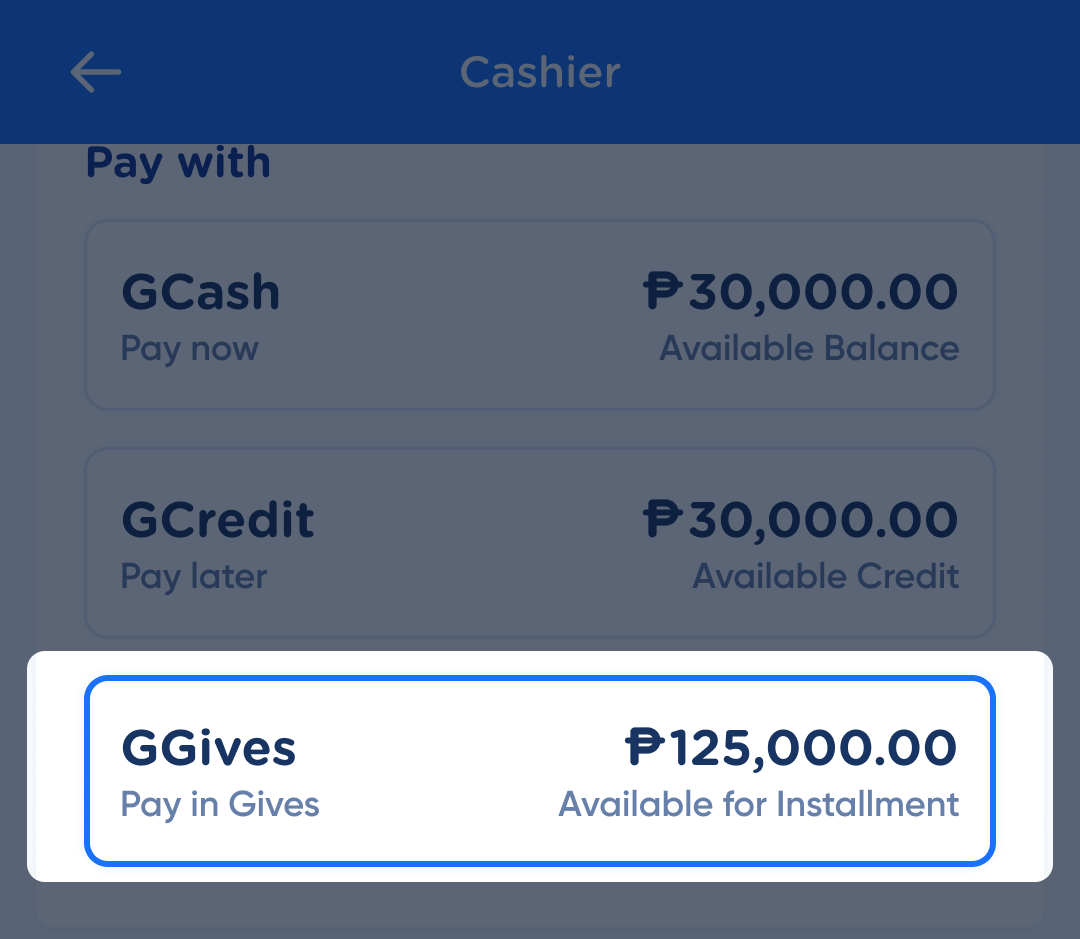 Cashier
Pay with
GCash ₱30,000.00
Pay now Available Balance
GCredit ₱30,000.00
Pay later Available Credit
GGives ₱125,000.00
Pay in Gives Available for Installment